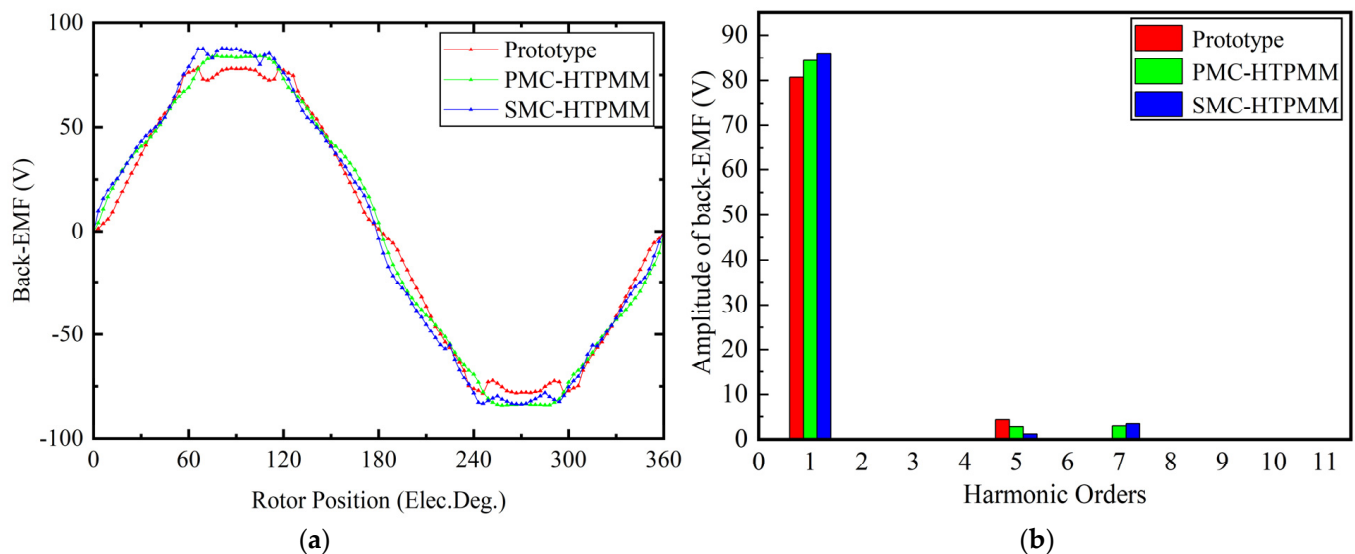 100
50
0
-50
-100
Back-EMF (V)
Prototype
PMC-HTPMM
SMC-HTPMM
0 60 120 180 240 300 360
Rotor Position (Elec.Deg.)
(a)
90
80
70
60
50
40
30
20
10
0
Amplitude of back-EMF (V)
Prototype
PMC-HTPMM
SMC-HTPMM
0 1 2 3 4 5 6 7 8 9 10 11
Harmonic Orders
(b)